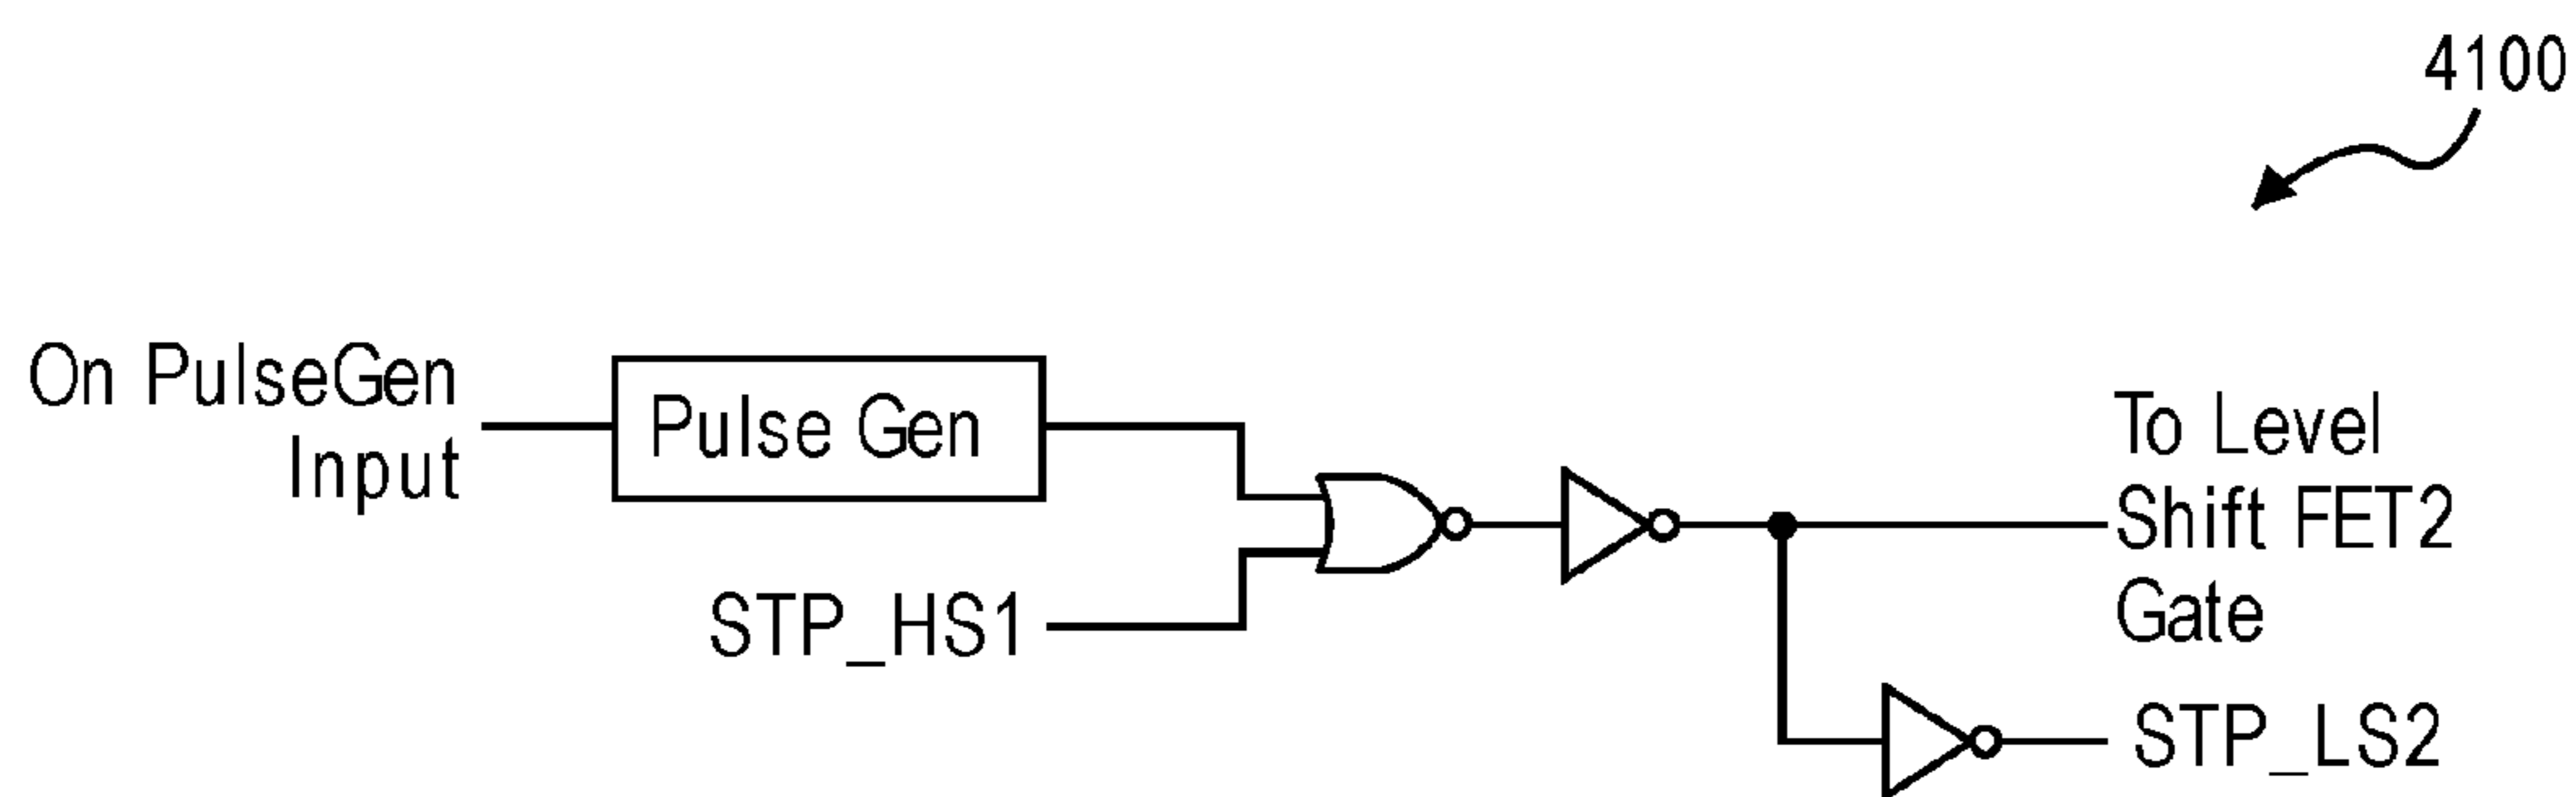 4100
On PulseGen
Input
Pulse Gen
STP_HS1
To Level
Shift FET2
Gate
STP_LS2